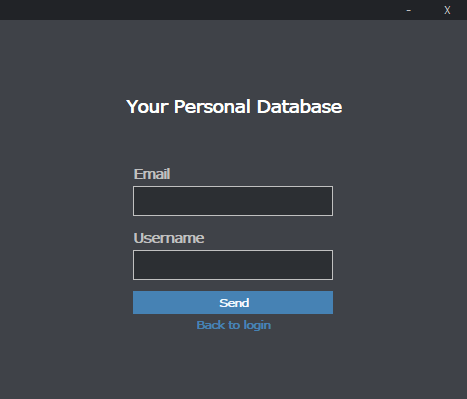 - X
Your Personal Database
Email
Username
Send
Back to login